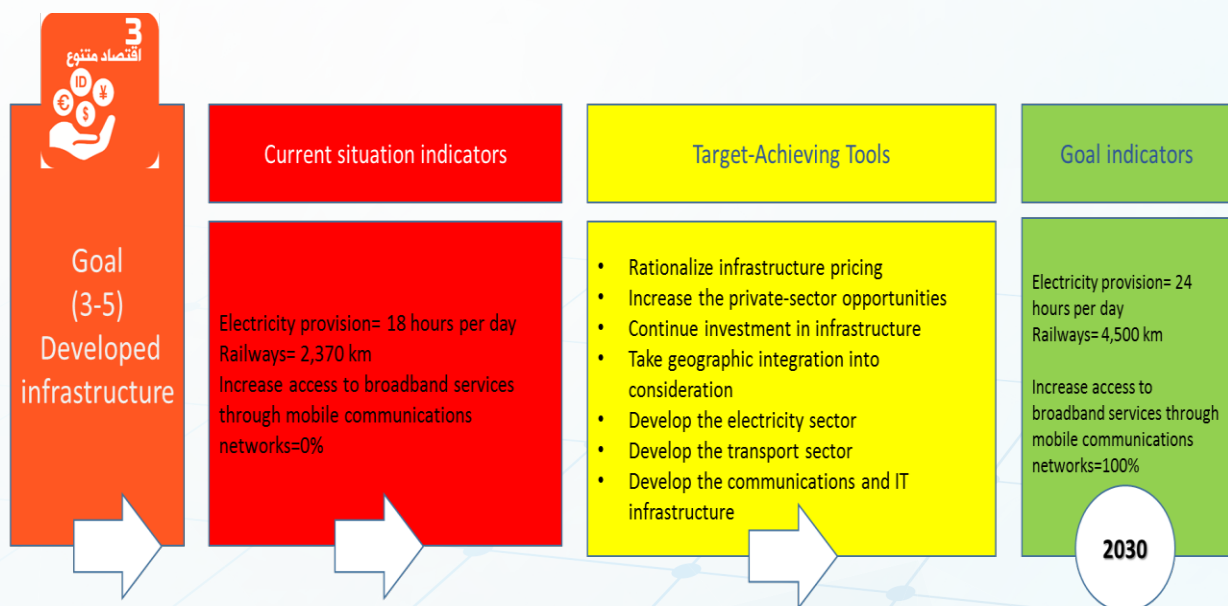 3
اقتصاد متنوع
ID
€
¥
$
Goal
(3-5)
Developed
infrastructure
Current situation indicators
Electricity provision= 18 hours per day
Railways= 2,370 km
Increase access to broadband services
through mobile communications
networks=0%
Target-Achieving Tools
• Rationalize infrastructure pricing
• Increase the private-sector opportunities
• Continue investment in infrastructure
• Take geographic integration into
consideration
• Develop the electricity sector
• Develop the transport sector
• Develop the communications and IT
infrastructure
Goal indicators
Electricity provision= 24
hours per day
Railways= 4,500 km
Increase access to
broadband services through
mobile communications
networks=100%
2030